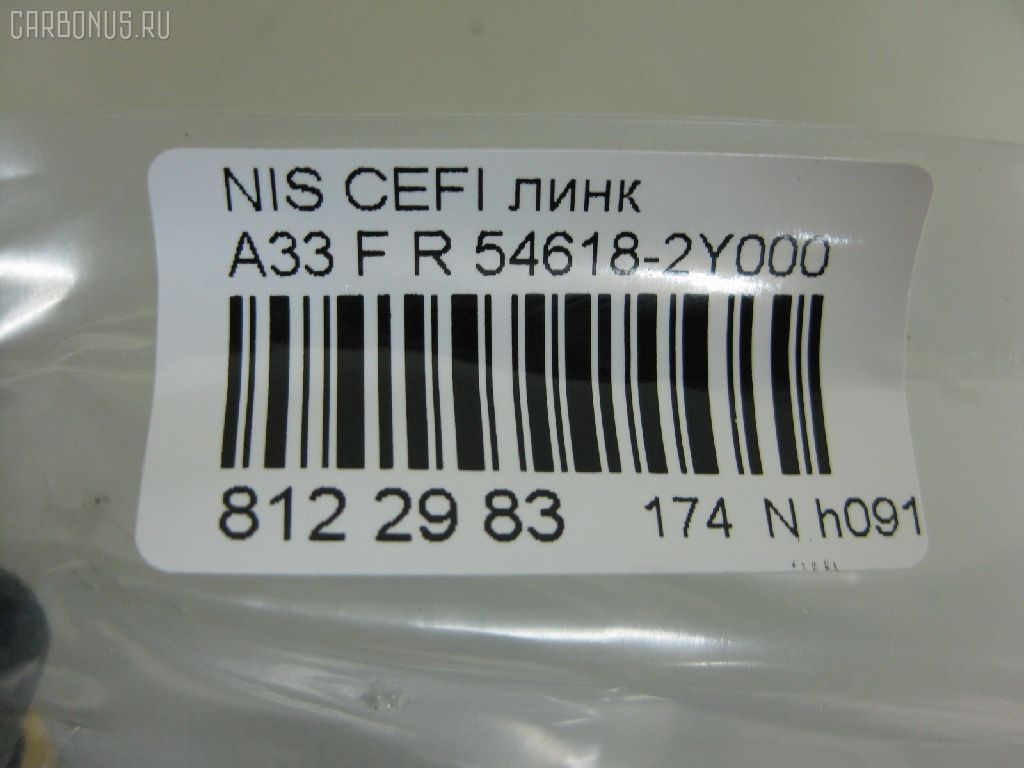 CARBONUS.RU
NIS CEFI линк
A33 F R 54618-2Y000
812 29 83 174 N h091